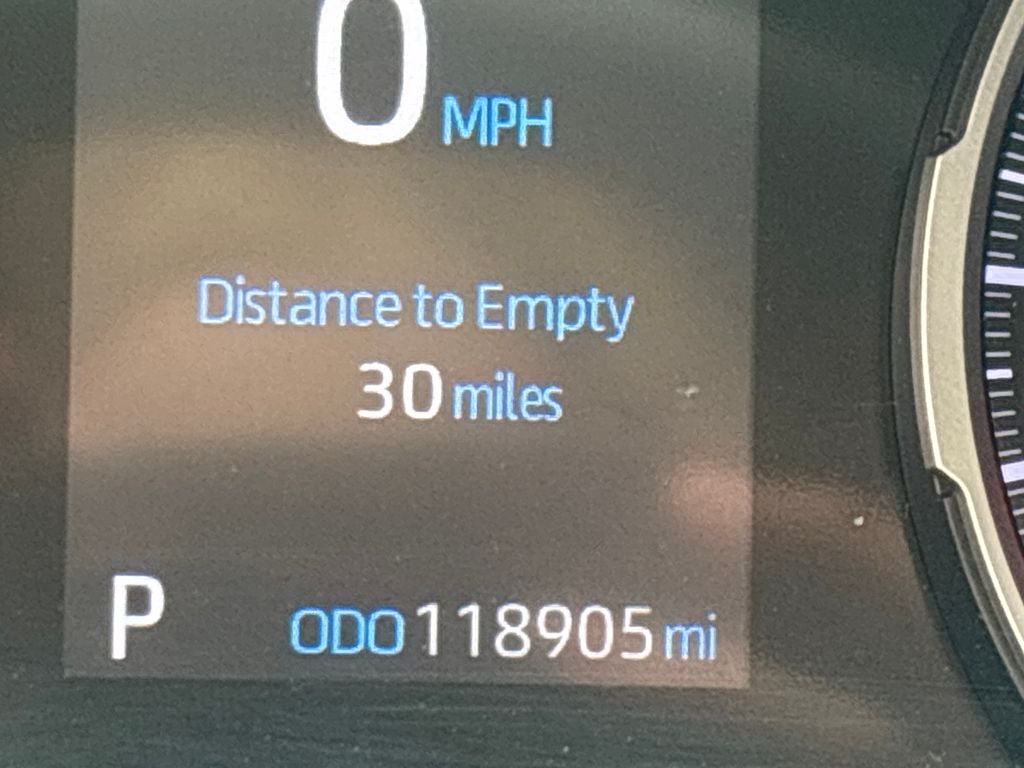 0 MPH
Distance to Empty
30 miles
P ODO 118905 mi